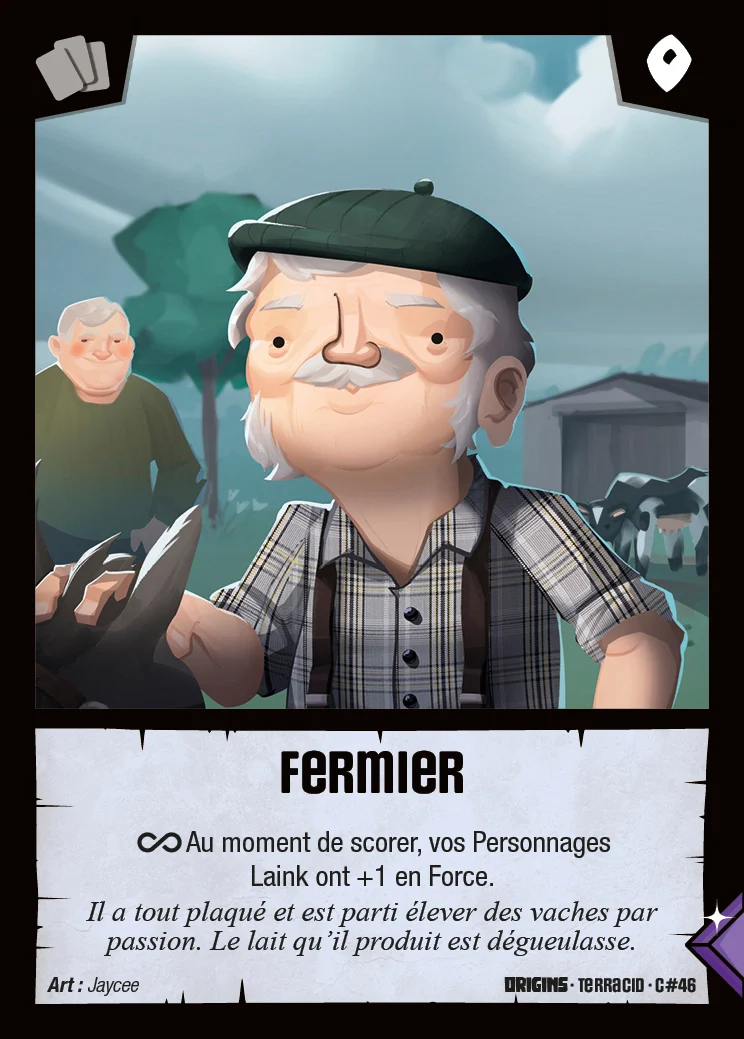 FERMIER
∞ Au moment de scorer, vos Personnages
Laink ont +1 en Force.
Il a tout plaqué et est parti élever des vaches par
passion. Le lait qu’il produit est dégueulasse.
Art : Jaycee
ORIGINS · TERRACID · C#46